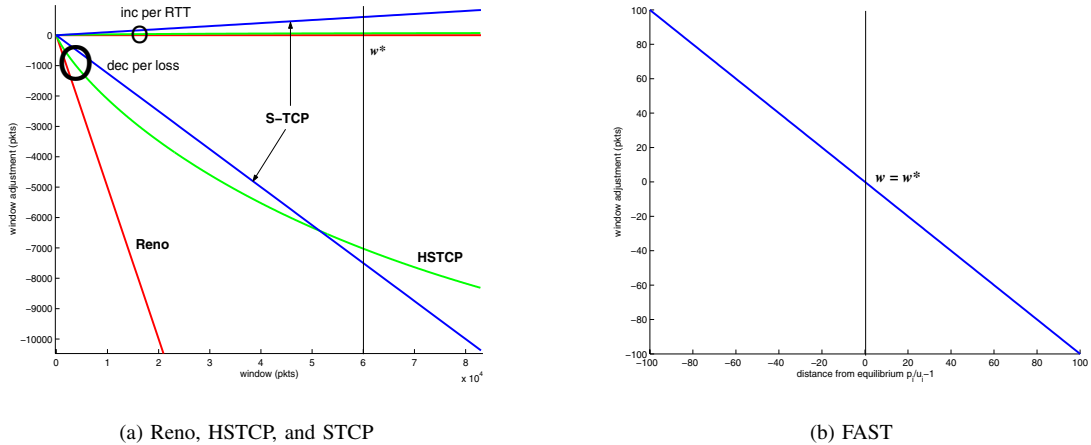 inc per RTT
w*
dec per loss
S-TCP
Reno
HSTCP
0
-1000
-2000
-3000
-4000
-5000
-6000
-7000
-8000
-9000
-10000
window adjustment (pkts)
0 1 2 3 4 5 6 7 8
x 10^4
window (pkts)
(a) Reno, HSTCP, and STCP
100
80
60
40
20
0
-20
-40
-60
-80
-100
window adjustment (pkts)
w = w*
-100 -80 -60 -40 -20 0 20 40 60 80 100
distance from equilibrium p_i/u_i-1
(b) FAST